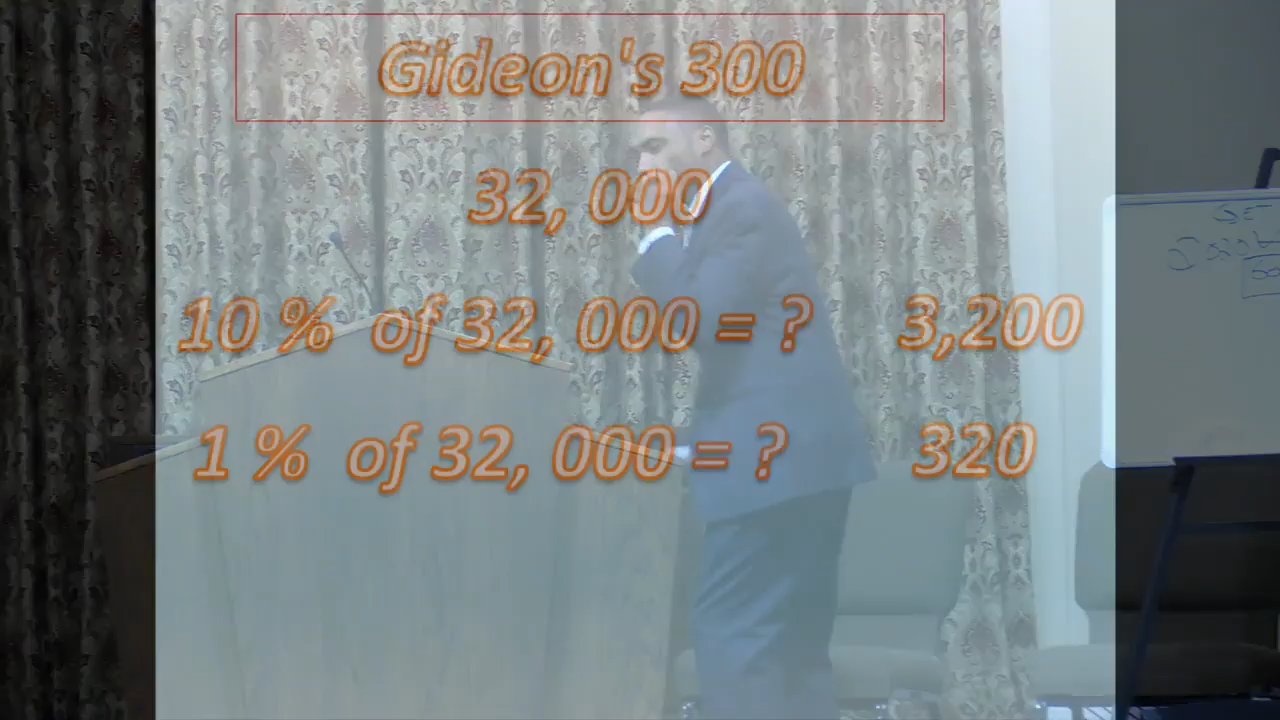 Gideon's 300
32, 000
10 %  of 32, 000 = ?   3,200
1 %  of 32, 000 = ?   320